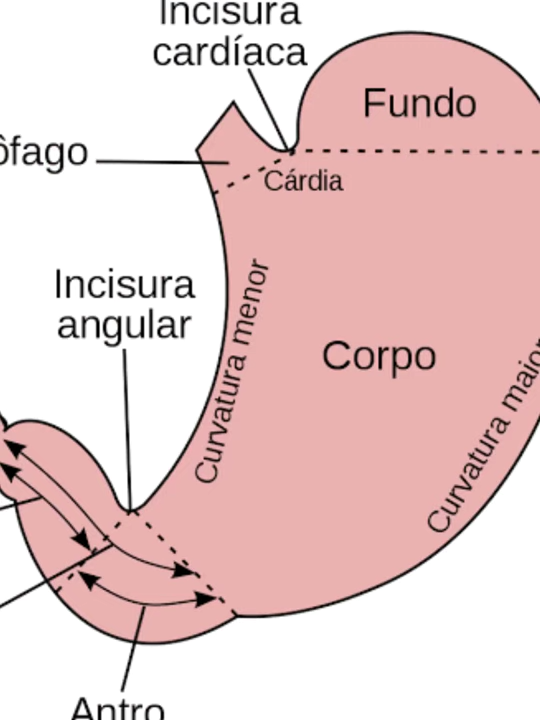 Incisura
cardíaca
Fundo
ôfago
Cárdia
Incisura
angular
Curvatura menor
Corpo
Curvatura maior
Antro